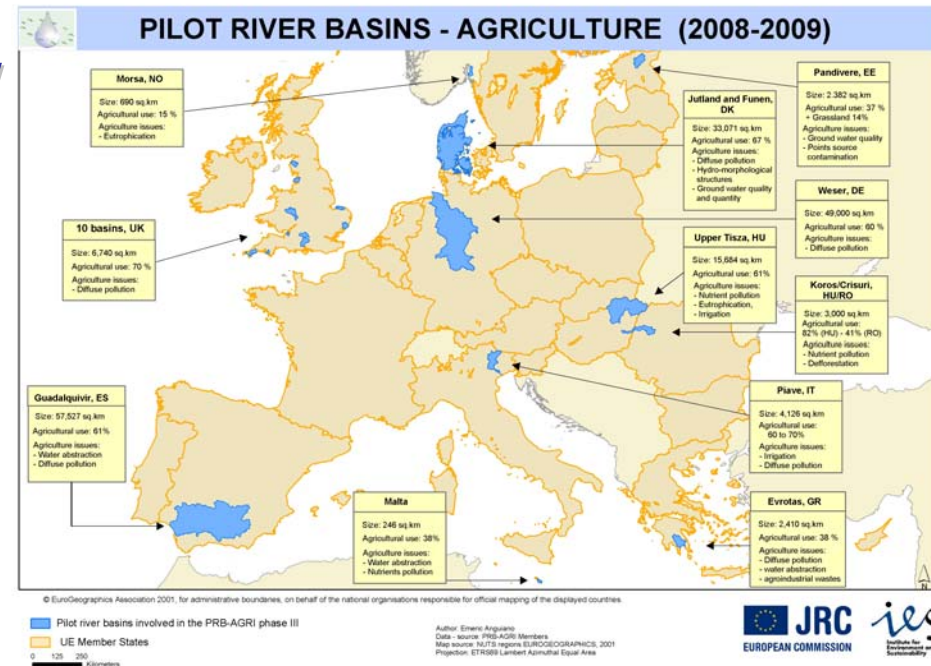 PILOT RIVER BASINS - AGRICULTURE (2008-2009)
Morsa, NO
Size: 690 sq.km
Agricultural use: 15 %
Agriculture issues:
- Eutrophication
Pandivere, EE
Size: 2.382 sq.km
Agricultural use: 37 %
+ Grassland 14%
Agriculture issues:
- Ground water quality
- Points source
contamination
Jutland and Funen,
DK
Size: 33,071 sq.km
Agricultural use: 67 %
Agriculture issues:
- Diffuse pollution
- Hydro-morphological
structures
- Ground water quality
and quantity
Weser, DE
Size: 49,000 sq.km
Agricultural use: 60 %
Agriculture issues:
- Diffuse pollution
10 basins, UK
Size: 6,740 sq.km
Agricultural use: 70 %
Agriculture issues:
- Diffuse pollution
Upper Tisza, HU
Size: 15,684 sq.km
Agricultural use: 61%
Agriculture issues:
- Nutrient pollution
- Eutrophication,
- Irrigation
Koros/Crisuri,
HU/RO
Size: 3,000 sq.km
Agricultural use:
82% (HU) - 41% (RO)
Agriculture issues:
- Nutrient pollution
- Defforestation
Piave, IT
Size: 4,126 sq.km
Agricultural use:
60 to 70%
Agriculture issues:
- Irrigation
- Diffuse pollution
Guadalquivir, ES
Size: 57,527 sq.km
Agricultural use: 61%
Agriculture issues:
- Water abstraction
- Diffuse pollution
Malta
Size: 246 sq.km
Agricultural use: 38%
Agriculture issues:
- Water abstraction
- Nutrients pollution
Evrotas, GR
Size: 2,410 sq.km
Agricultural use: 38 %
Agriculture issues:
- Diffuse pollution
- water abstraction
- agroindustrial wastes
N
© EuroGeographics Association 2001, for administrative boundaries, on behalf of the national organisations responsible for official mapping of the displayed countries.
Pilot river basins involved in the PRB-AGRI phase III
UE Member States
0 125 250
Kilometers
Author: Emeric Anguiano
Data - source: PRB-AGRI Members
Map source: NUTS regions EUROGEOGRAPHICS, 2001
Projection: ETRS89 Lambert Azimuthal Equal Area
JRC
EUROPEAN COMMISSION
ies
Institute for
Environment and
Sustainability